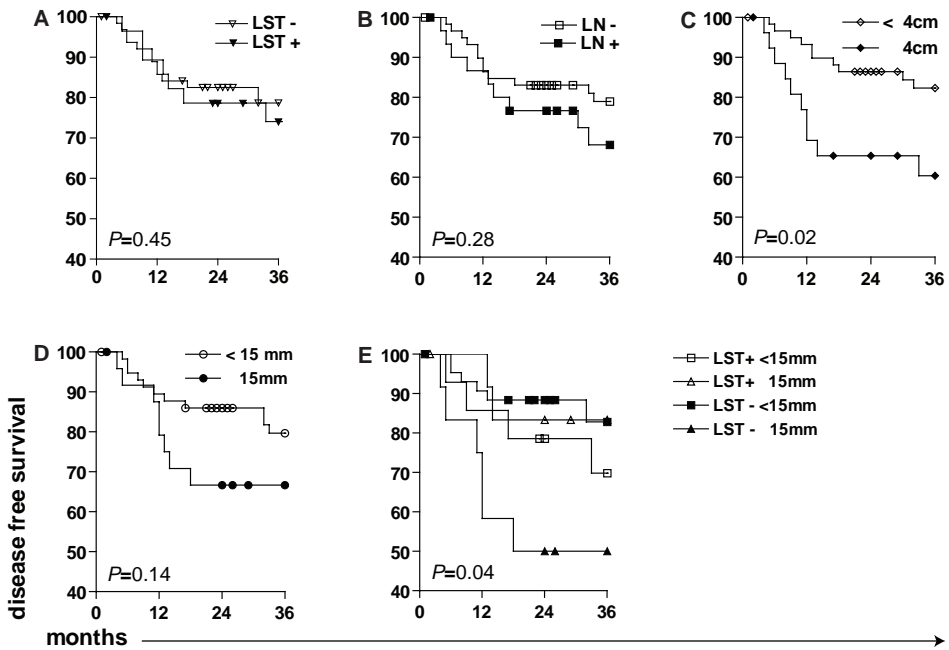 A
LST -
LST +
100
90
80
70
60
50
40
P=0.45
0 12 24 36
B
LN -
LN +
100
90
80
70
60
50
40
P=0.28
0 12 24 36
C
< 4cm
4cm
100
90
80
70
60
50
40
P=0.02
0 12 24 36
D
< 15 mm
15mm
100
90
80
70
60
50
40
P=0.14
0 12 24 36
E
100
90
80
70
60
50
40
P=0.04
0 12 24 36
LST+ <15mm
LST+ 15mm
LST - <15mm
LST - 15mm
disease free survival
months